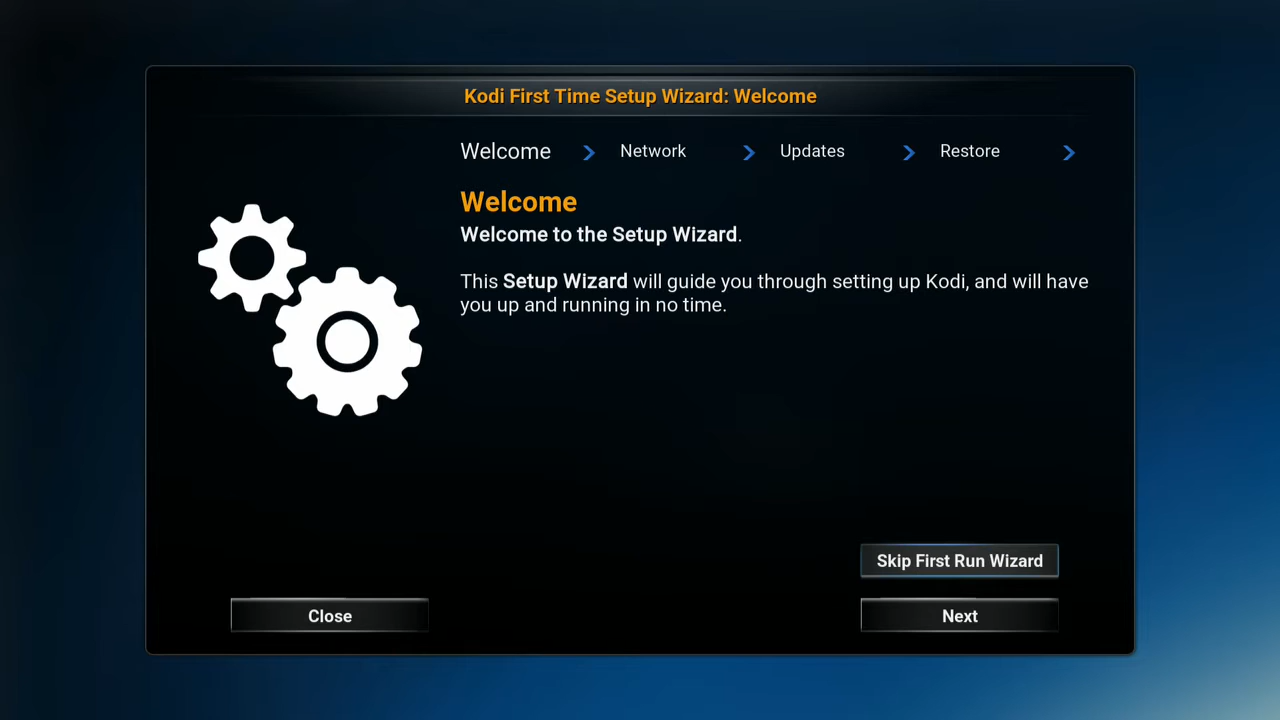 Kodi First Time Setup Wizard: Welcome
Welcome Network Updates Restore
Welcome
Welcome to the Setup Wizard.
This Setup Wizard will guide you through setting up Kodi, and will have
you up and running in no time.
Skip First Run Wizard
Close Next